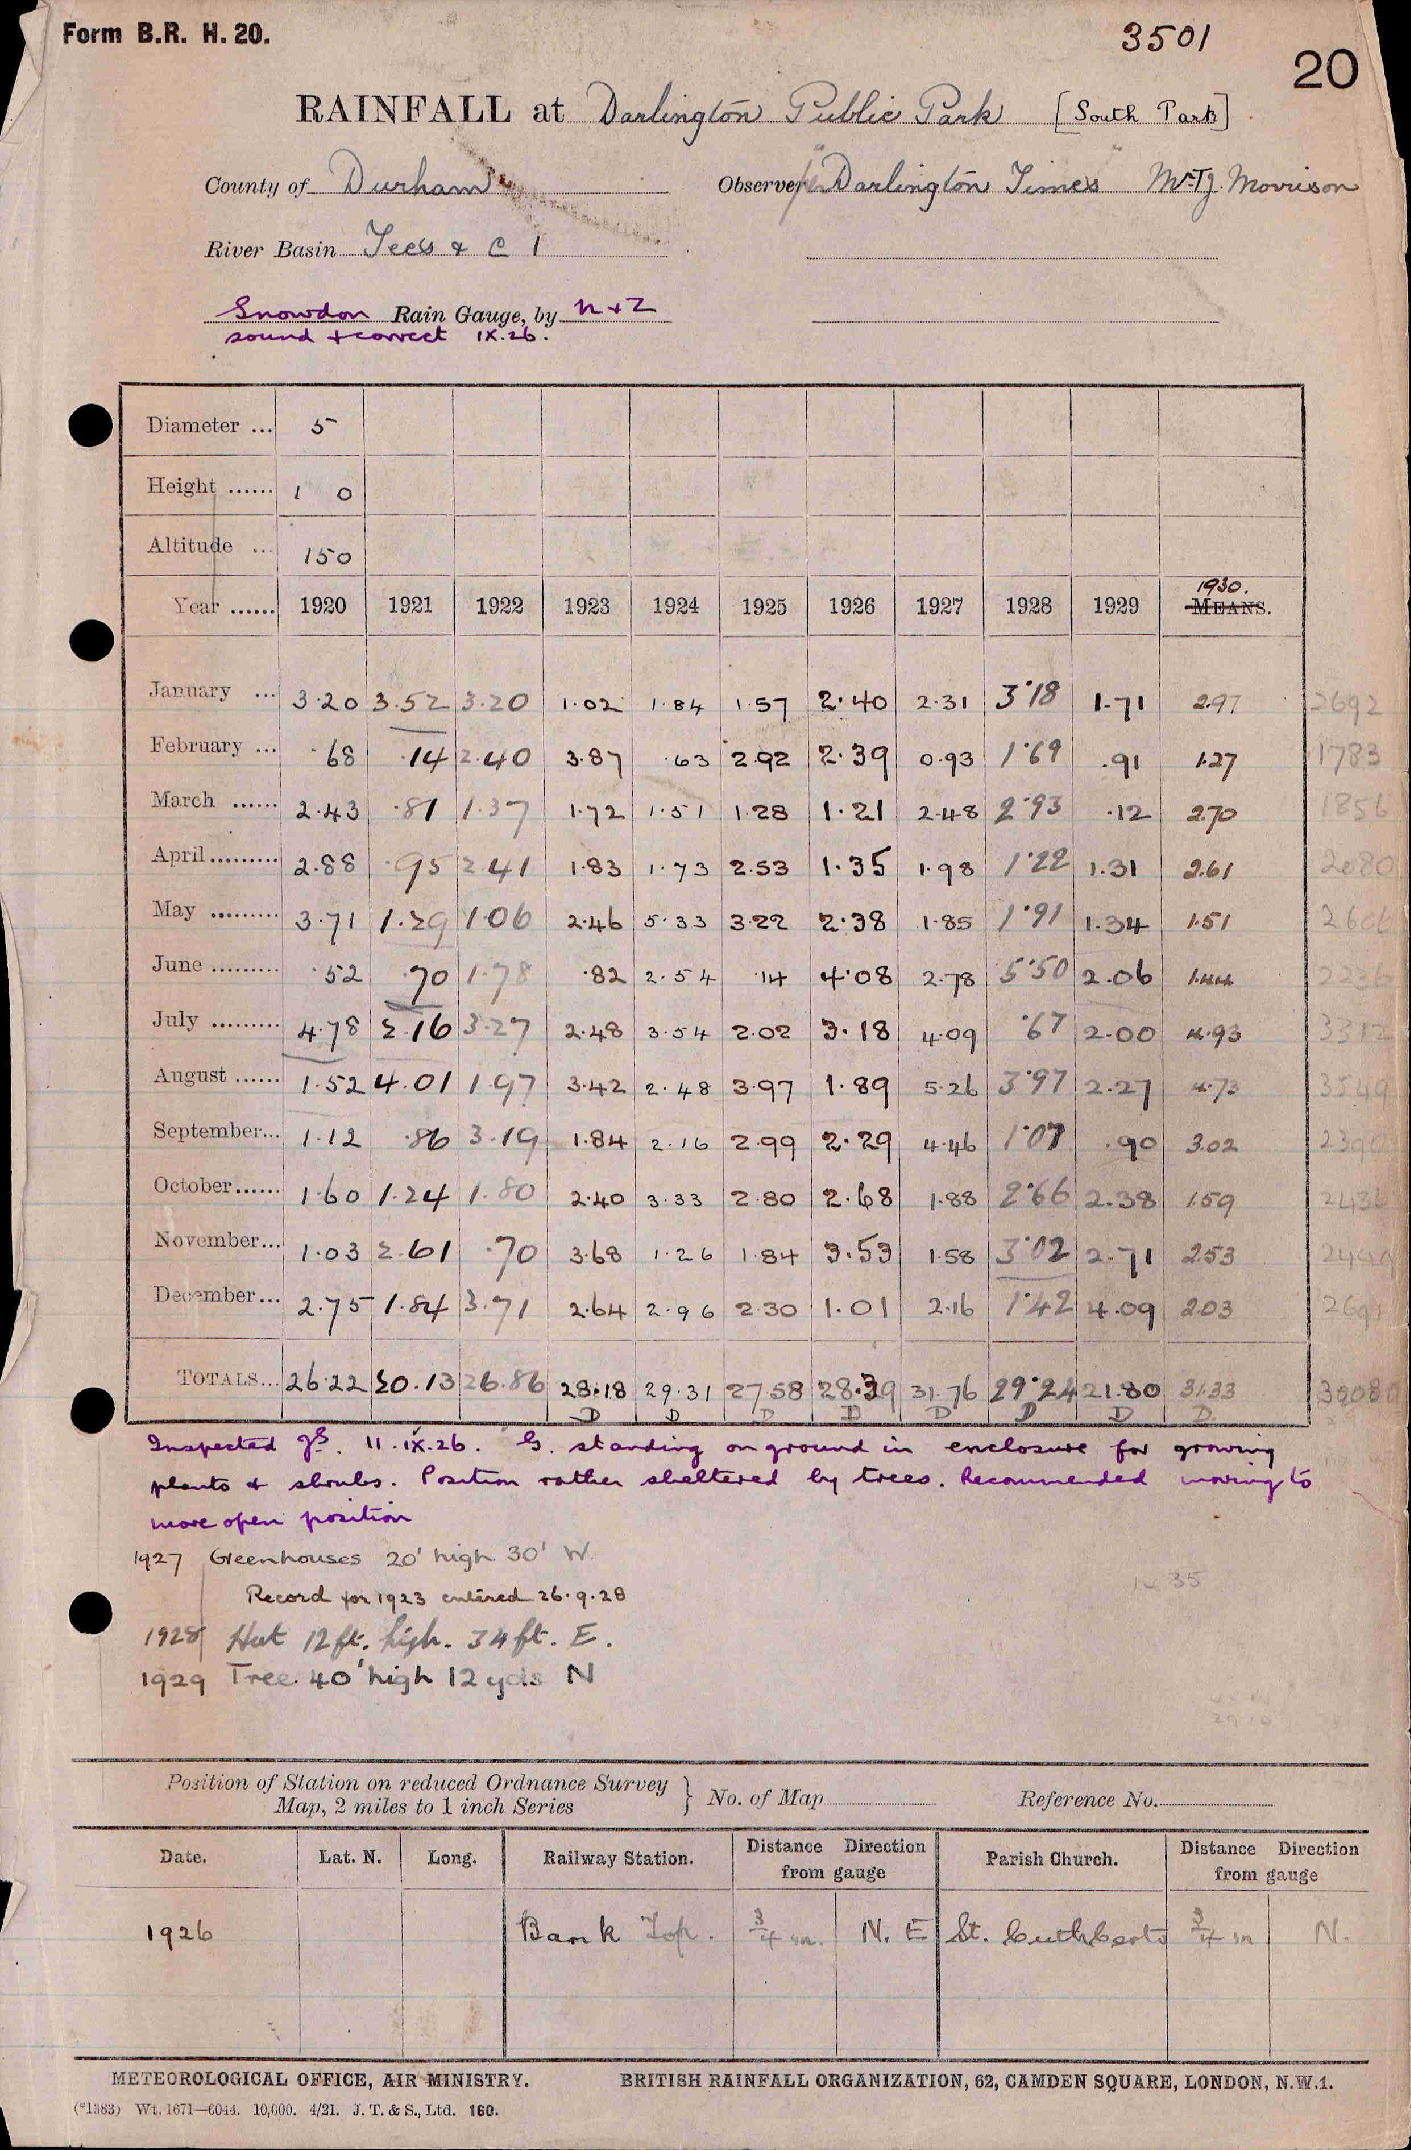 Form B.R. H. 20.
3501
20
RAINFALL at Darlington Public Park [South Park]
County of Durham Observer per "Darlington Times" Mr T.J. Morrison
River Basin Tees & C 1
Snowdon Rain Gauge, by N+Z
sound + correct IX.26.
Diameter ... 5
Height ...... 1 0
Altitude ... 150
Year ...... 1920 1921 1922 1923 1924 1925 1926 1927 1928 1929 1930. MEANS.
January ... 3.20 3.52 3.20 1.02 1.84 1.57 2.40 2.31 3.18 1.71 2.97 2692
February ... .68 .14 2.40 3.87 .63 2.92 2.39 0.93 1.69 .91 1.27 1783
March ...... 2.43 .81 1.37 1.72 1.51 1.28 1.21 2.48 2.93 .12 2.70 1856
April ......... 2.88 .95 2.41 1.83 1.73 2.53 1.35 1.98 1.22 1.31 2.61 2080
May ......... 3.71 1.29 1.06 2.46 5.33 3.22 2.38 1.85 1.91 1.34 1.51
June ......... .52 .70 1.78 .82 2.54 .14 4.08 2.78 5.50 2.06 1.44 2236
July ......... 4.78 2.16 3.27 2.48 3.54 2.02 3.18 4.09 .67 2.00 4.93 3312
August ...... 1.52 4.01 1.97 3.42 2.48 3.97 1.89 5.26 3.97 2.27 4.73 3549
September ... 1.12 .86 3.19 1.84 2.16 2.99 2.29 4.46 1.07 .90 3.02
October ...... 1.60 1.24 1.80 2.40 3.33 2.80 2.68 1.88 2.66 2.38 1.59
November ... 1.03 2.61 .70 3.68 1.26 1.84 3.53 1.58 3.02 2.71 2.53
December ... 2.75 1.84 3.71 2.64 2.96 2.30 1.01 2.16 1.42 4.09 2.03
TOTALS ... 26.22 20.13 26.86 28.18 29.31 27.58 28.39 31.76 29.24 21.80 31.33
D D D D D D D D
Inspected 11.IX.26. G. standing on ground in enclosure for growing
plants & shrubs. Position rather sheltered by trees. Recommended moving to
more open position
1927 Greenhouses 20' high 30' W
Record for 1923 entered 26.9.28
1928 Hut 12 ft. high. 34 ft. E.
1929 Tree 40' high 12 yds N
Position of Station on reduced Ordnance Survey
Map, 2 miles to 1 inch Series } No. of Map Reference No.
Date. Lat. N. Long. Railway Station. Distance Direction from gauge Parish Church. Distance Direction from gauge
1926 Bank Top. 3/4 m. N. E St. Cuthberts 3/4 m N.
METEOROLOGICAL OFFICE, AIR MINISTRY. BRITISH RAINFALL ORGANIZATION, 62, CAMDEN SQUARE, LONDON, N.W.1.
(*1383) Wt. 1671—6044. 10,000. 4/21. J. T. & S., Ltd. 160.